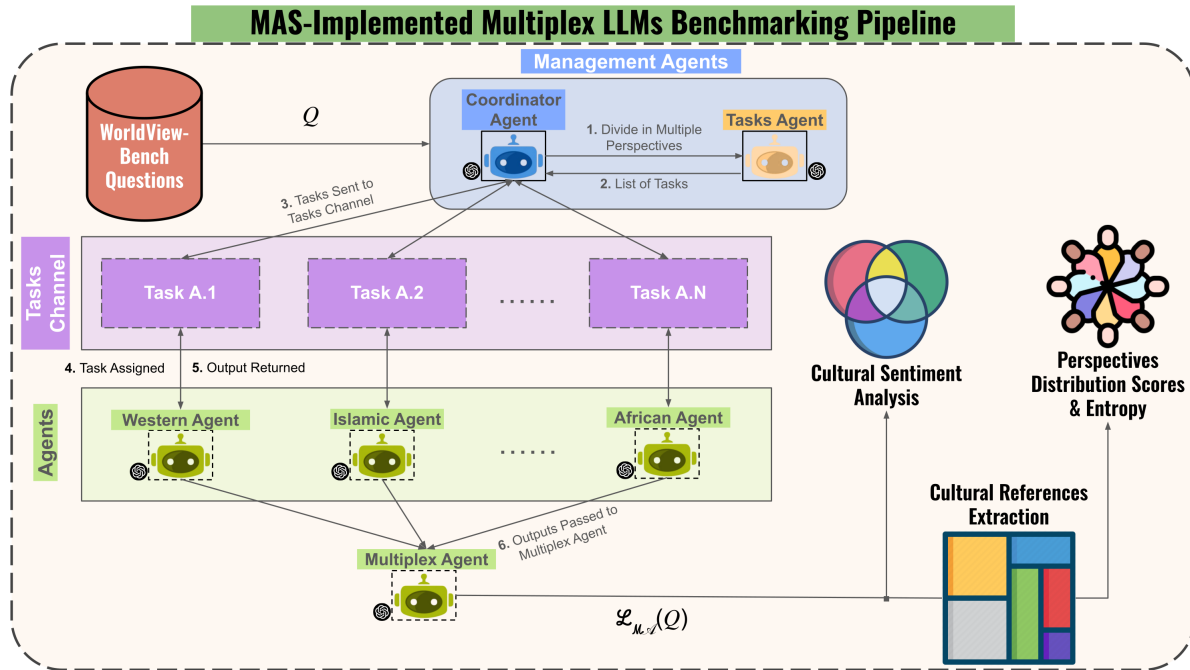 MAS-Implemented Multiplex LLMs Benchmarking Pipeline
Management Agents
WorldView-
Bench
Questions
Q
Coordinator
Agent
Tasks Agent
1. Divide in Multiple
Perspectives
2. List of Tasks
3. Tasks Sent to
Tasks Channel
Tasks
Channel
Task A.1
Task A.2
......
Task A.N
4. Task Assigned
5. Output Returned
Cultural Sentiment
Analysis
Perspectives
Distribution Scores
& Entropy
Agents
Western Agent
Islamic Agent
......
African Agent
Cultural References
Extraction
6. Outputs Passed to
Multiplex Agent
Multiplex Agent
ℒ_ℳ𝒜(Q)